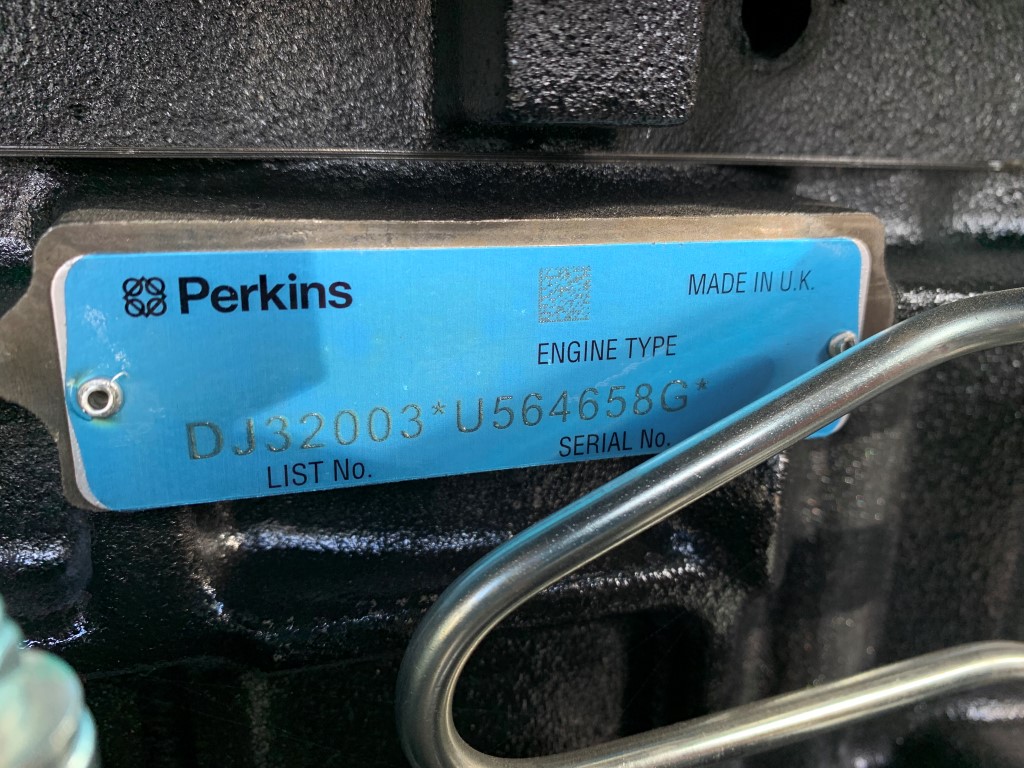 Perkins
MADE IN U.K.
ENGINE TYPE
DJ32003*U564658G*
LIST No.
SERIAL No.